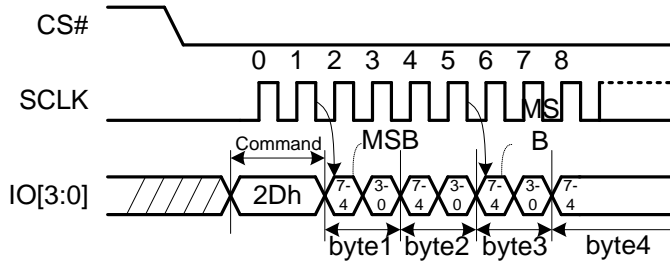 CS#
0 1 2 3 4 5 6 7 8
SCLK
MS
B
Command
MSB
IO[3:0]
2Dh
7-
4
3-
0
7-
4
3-
0
7-
4
3-
0
7-
4
byte1 byte2 byte3 byte4